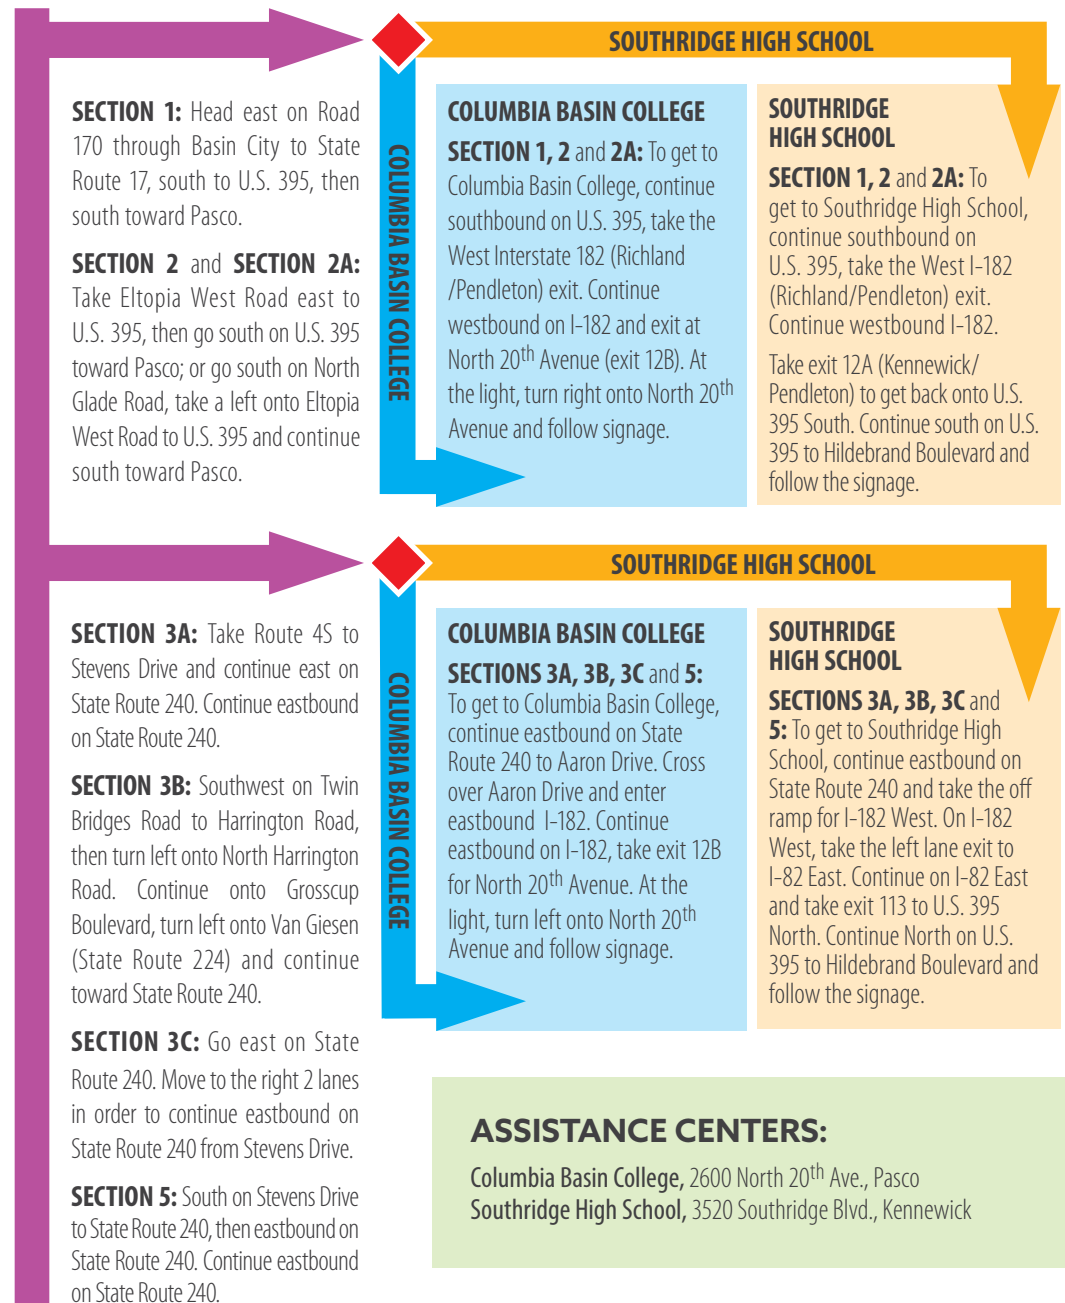 SOUTHRIDGE HIGH SCHOOL
SECTION 1: Head east on Road
170 through Basin City to State
Route 17, south to U.S. 395, then
south toward Pasco.
SECTION 2 and SECTION 2A:
Take Eltopia West Road east to
U.S. 395, then go south on U.S. 395
toward Pasco; or go south on North
Glade Road, take a left onto Eltopia
West Road to U.S. 395 and continue
south toward Pasco.
COLUMBIA BASIN COLLEGE
COLUMBIA BASIN COLLEGE
SECTION 1, 2 and 2A: To get to
Columbia Basin College, continue
southbound on U.S. 395, take the
West Interstate 182 (Richland
/Pendleton) exit. Continue
westbound on I-182 and exit at
North 20th Avenue (exit 12B). At
the light, turn right onto North 20th
Avenue and follow signage.
SOUTHRIDGE
HIGH SCHOOL
SECTION 1, 2 and 2A: To
get to Southridge High School,
continue southbound on
U.S. 395, take the West I-182
(Richland/Pendleton) exit.
Continue westbound I-182.
Take exit 12A (Kennewick/
Pendleton) to get back onto U.S.
395 South. Continue south on U.S.
395 to Hildebrand Boulevard and
follow the signage.
SOUTHRIDGE HIGH SCHOOL
SECTION 3A: Take Route 4S to
Stevens Drive and continue east on
State Route 240. Continue eastbound
on State Route 240.
SECTION 3B: Southwest on Twin
Bridges Road to Harrington Road,
then turn left onto North Harrington
Road. Continue onto Grosscup
Boulevard, turn left onto Van Giesen
(State Route 224) and continue
toward State Route 240.
SECTION 3C: Go east on State
Route 240. Move to the right 2 lanes
in order to continue eastbound on
State Route 240 from Stevens Drive.
SECTION 5: South on Stevens Drive
to State Route 240, then eastbound on
State Route 240. Continue eastbound
on State Route 240.
COLUMBIA BASIN COLLEGE
COLUMBIA BASIN COLLEGE
SECTIONS 3A, 3B, 3C and 5:
To get to Columbia Basin College,
continue eastbound on State
Route 240 to Aaron Drive. Cross
over Aaron Drive and enter
eastbound I-182. Continue
eastbound on I-182, take exit 12B
for North 20th Avenue. At the
light, turn left onto North 20th
Avenue and follow signage.
SOUTHRIDGE
HIGH SCHOOL
SECTIONS 3A, 3B, 3C and
5: To get to Southridge High
School, continue eastbound on
State Route 240 and take the off
ramp for I-182 West. On I-182
West, take the left lane exit to
I-82 East. Continue on I-82 East
and take exit 113 to U.S. 395
North. Continue North on U.S.
395 to Hildebrand Boulevard and
follow the signage.
ASSISTANCE CENTERS:
Columbia Basin College, 2600 North 20th Ave., Pasco
Southridge High School, 3520 Southridge Blvd., Kennewick